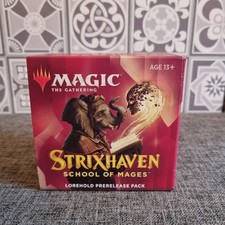 AGE 13+
MAGIC
THE GATHERING
STRIXHAVEN
SCHOOL OF MAGES
LOREHOLD PRERELEASE PACK